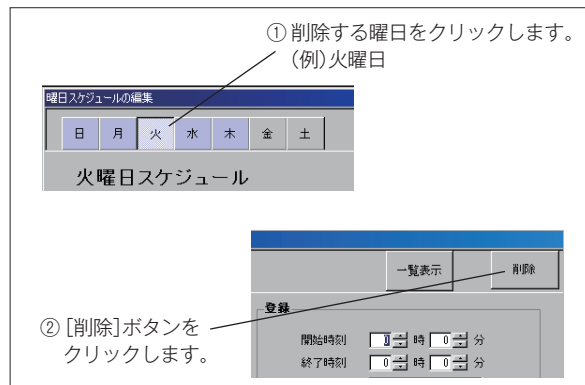 ① 削除する曜日をクリックします。
(例)火曜日
曜日スケジュールの編集
日 月 火 水 木 金 土
火曜日スケジュール
一覧表示 削除
登録
② [削除]ボタンを
クリックします。
開始時刻 0 時 0 分
終了時刻 0 時 0 分